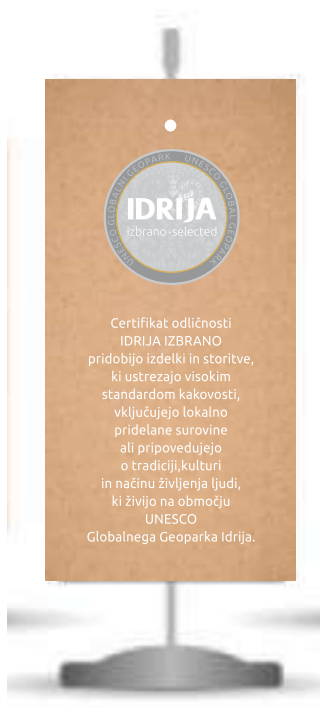 UNESCO GLOBALNI GEOPARK
UNESCO GLOBAL GEOPARK
IDRIJA
izbrano-selected
Certifikat odličnosti
IDRIJA IZBRANO
pridobijo izdelki in storitve,
ki ustrezajo visokim
standardom kakovosti,
vključujejo lokalno
pridelane surovine
ali pripovedujejo
o tradiciji,kulturi
in načinu življenja ljudi,
ki živijo na območju
UNESCO
Globalnega Geoparka Idrija.